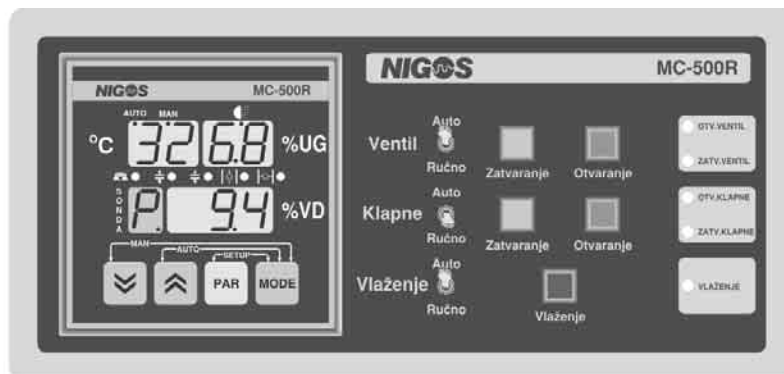 NIGOS MC-500R
AUTO MAN
°C 32 6.8 %UG
SONDA P. 9.4 %VD
MAN
AUTO
SETUP
PAR MODE
NIGOS MC-500R
Ventil Auto
Ručno Zatvaranje Otvaranje
OTV.VENTIL
ZATV.VENTIL
Klapne Auto
Ručno Zatvaranje Otvaranje
OTV.KLAPNE
ZATV.KLAPNE
Vlaženje Auto
Ručno Vlaženje
VLAŽENJE